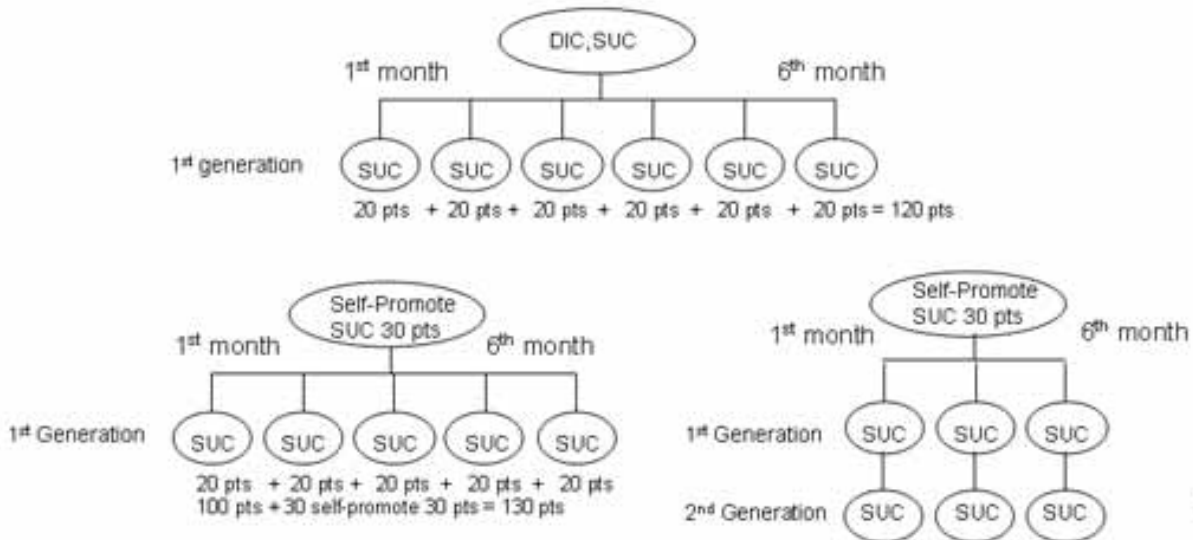 DIC,SUC
1st month
6th month
1st generation
SUC SUC SUC SUC SUC SUC
20 pts + 20 pts + 20 pts + 20 pts + 20 pts + 20 pts = 120 pts
Self-Promote
SUC 30 pts
1st month
6th month
1st Generation
SUC SUC SUC SUC SUC
20 pts + 20 pts + 20 pts + 20 pts + 20 pts
100 pts + 30 self-promote 30 pts = 130 pts
Self-Promote
SUC 30 pts
1st month
6th month
1st Generation
SUC SUC SUC
2nd Generation
SUC SUC SUC